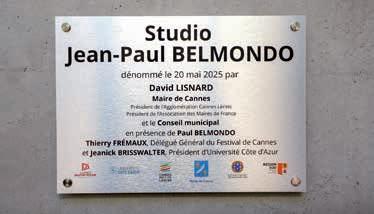 Studio
Jean-Paul BELMONDO
dénommé le 20 mai 2025 par
David LISNARD
Maire de Cannes
Président de l'Agglomération Cannes Lérins
Président de l'Association des Maires de France
et le Conseil municipal
en présence de Paul BELMONDO
Thierry FRÉMAUX, Délégué Général du Festival de Cannes
et Jeanick BRISSWALTER, Président d'Université Côte d'Azur